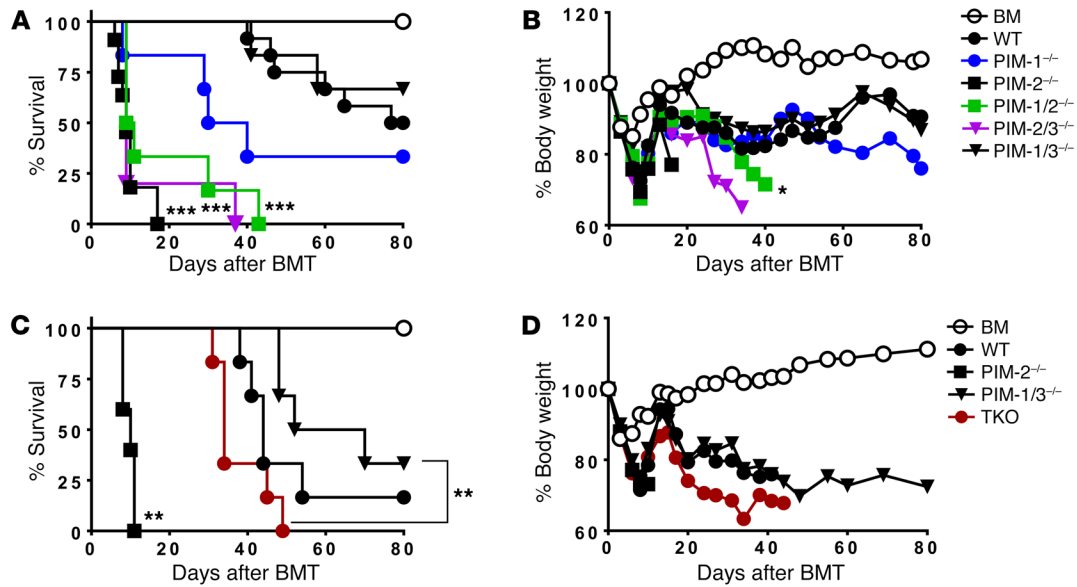 A
% Survival
100
75
50
25
0
*** *** ***
0 20 40 60 80
Days after BMT
B
% Body weight
120
100
80
60
*
0 20 40 60 80
Days after BMT
BM
WT
PIM-1⁻/⁻
PIM-2⁻/⁻
PIM-1/2⁻/⁻
PIM-2/3⁻/⁻
PIM-1/3⁻/⁻
C
% Survival
100
75
50
25
0
**
**
0 20 40 60 80
Days after BMT
D
% Body weight
120
100
80
60
0 20 40 60 80
Days after BMT
BM
WT
PIM-2⁻/⁻
PIM-1/3⁻/⁻
TKO